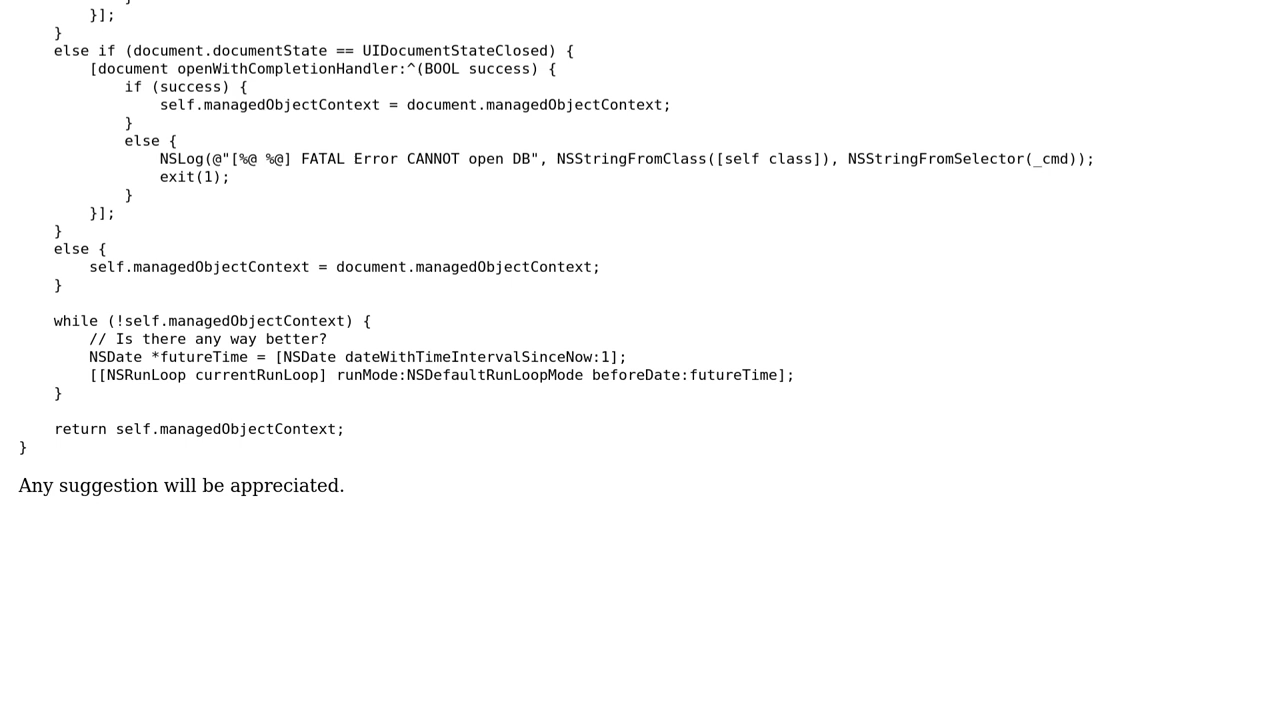 }];
}
else if (document.documentState == UIDocumentStateClosed) {
[document openWithCompletionHandler:^(BOOL success) {
if (success) {
self.managedObjectContext = document.managedObjectContext;
}
else {
NSLog(@"[%@ %@] FATAL Error CANNOT open DB", NSStringFromClass([self class]), NSStringFromSelector(_cmd));
exit(1);
}
}];
}
else {
self.managedObjectContext = document.managedObjectContext;
}
while (!self.managedObjectContext) {
// Is there any way better?
NSDate *futureTime = [NSDate dateWithTimeIntervalSinceNow:1];
[[NSRunLoop currentRunLoop] runMode:NSDefaultRunLoopMode beforeDate:futureTime];
}
return self.managedObjectContext;
}
Any suggestion will be appreciated.